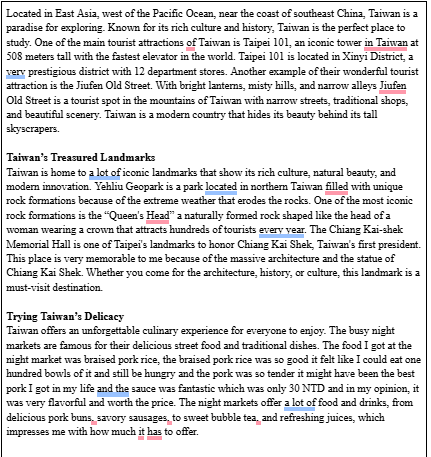 Located in East Asia, west of the Pacific Ocean, near the coast of southeast China, Taiwan is a
paradise for exploring. Known for its rich culture and history, Taiwan is the perfect place to
study. One of the main tourist attractions of Taiwan is Taipei 101, an iconic tower in Taiwan at
508 meters tall with the fastest elevator in the world. Taipei 101 is located in Xinyi District, a
very prestigious district with 12 department stores. Another example of their wonderful tourist
attraction is the Jiufen Old Street. With bright lanterns, misty hills, and narrow alleys Jiufen
Old Street is a tourist spot in the mountains of Taiwan with narrow streets, traditional shops,
and beautiful scenery. Taiwan is a modern country that hides its beauty behind its tall
skyscrapers.
Taiwan's Treasured Landmarks
Taiwan is home to a lot of iconic landmarks that show its rich culture, natural beauty, and
modern innovation. Yehliu Geopark is a park located in northern Taiwan filled with unique
rock formations because of the extreme weather that erodes the rocks. One of the most iconic
rock formations is the “Queen's Head” a naturally formed rock shaped like the head of a
woman wearing a crown that attracts hundreds of tourists every year. The Chiang Kai-shek
Memorial Hall is one of Taipei's landmarks to honor Chiang Kai Shek, Taiwan's first president.
This place is very memorable to me because of the massive architecture and the statue of
Chiang Kai Shek. Whether you come for the architecture, history, or culture, this landmark is a
must-visit destination.
Trying Taiwan's Delicacy
Taiwan offers an unforgettable culinary experience for everyone to enjoy. The busy night
markets are famous for their delicious street food and traditional dishes. The food I got at the
night market was braised pork rice, the braised pork rice was so good it felt like I could eat one
hundred bowls of it and still be hungry and the pork was so tender it might have been the best
pork I got in my life and the sauce was fantastic which was only 30 NTD and in my opinion, it
was very flavorful and worth the price. The night markets offer a lot of food and drinks, from
delicious pork buns, savory sausages, to sweet bubble tea, and refreshing juices, which
impresses me with how much it has to offer.